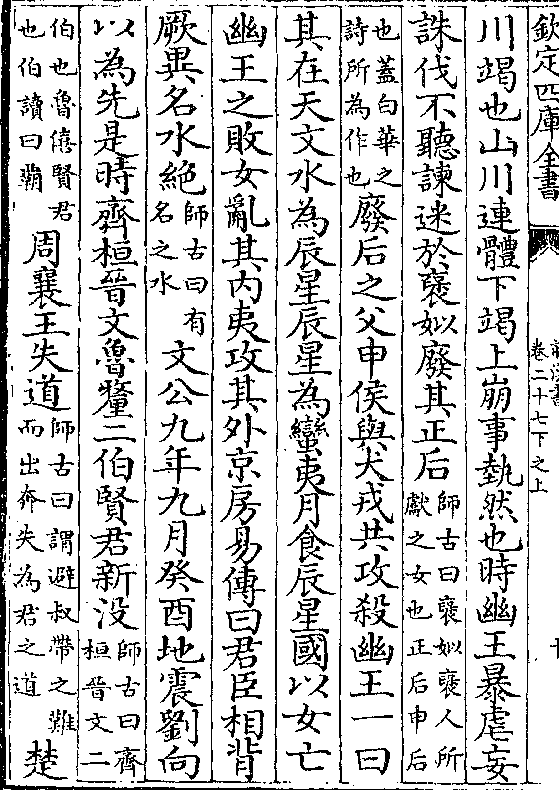 欽定四庫全書
卷二十七下之上
川竭也山川連體下竭上崩事埶然也時幽王暴虐妄
誅伐不聽諫迷於褒姒廢其正后師古曰褒姒褒人所獻之女也正后申后
也蓋白華之詩所為作也廢后之父申侯與犬戎共攻殺幽王一曰
其在天文水為辰星辰星為蠻夷月食辰星國以女亡
幽王之敗女亂其内夷攻其外京房易傳曰君臣相背
厥異名水絶師古曰有名之水文公九年九月癸酉地震劉向
以為先是時齊桓晉文魯釐二伯賢君新没師古曰齊桓晉文二
伯也魯僖賢君也伯讀曰霸周襄王失道師古曰謂避叔帶之難而出奔失為君之道楚